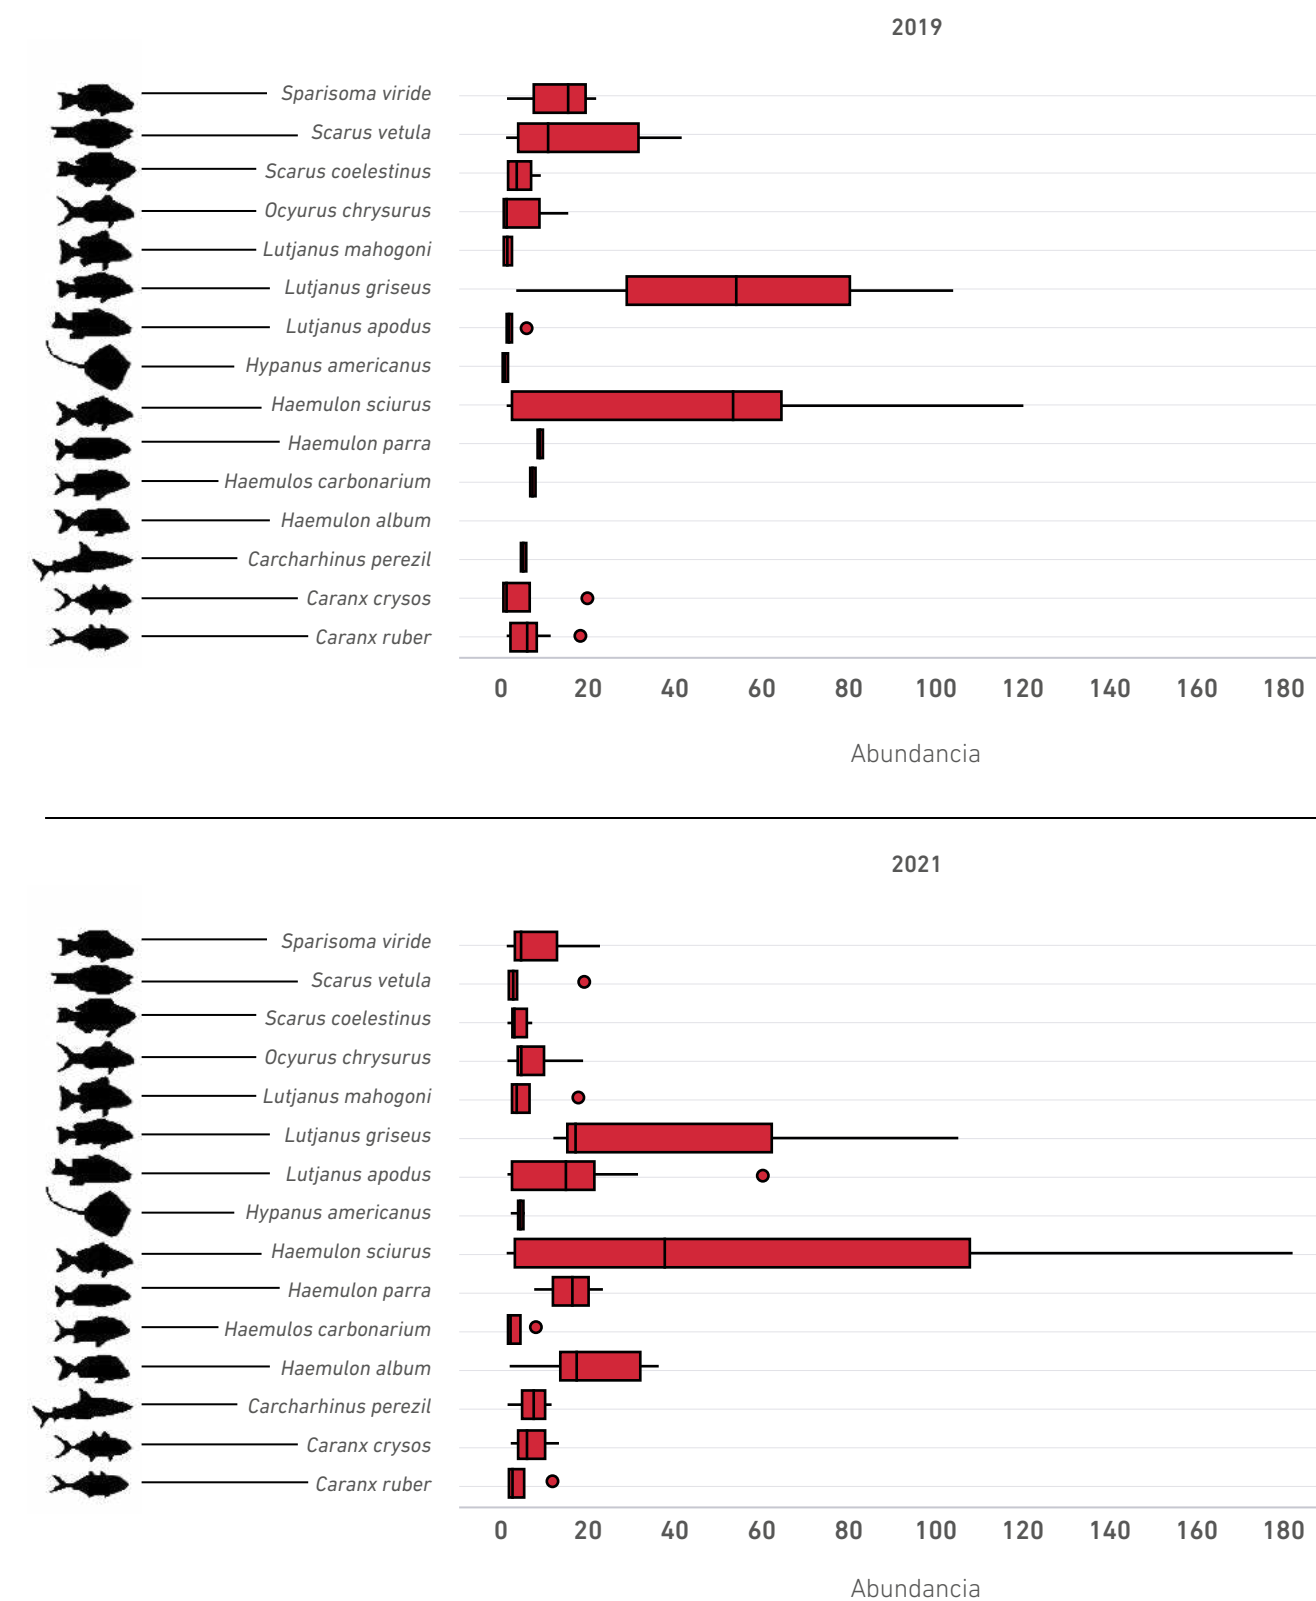 2019
Sparisoma viride
Scarus vetula
Scarus coelestinus
Ocyurus chrysurus
Lutjanus mahogoni
Lutjanus griseus
Lutjanus apodus
Hypanus americanus
Haemulon sciurus
Haemulon parra
Haemulos carbonarium
Haemulon album
Carcharhinus perezil
Caranx crysos
Caranx ruber
0 20 40 60 80 100 120 140 160 180
Abundancia
2021
Sparisoma viride
Scarus vetula
Scarus coelestinus
Ocyurus chrysurus
Lutjanus mahogoni
Lutjanus griseus
Lutjanus apodus
Hypanus americanus
Haemulon sciurus
Haemulon parra
Haemulos carbonarium
Haemulon album
Carcharhinus perezil
Caranx crysos
Caranx ruber
0 20 40 60 80 100 120 140 160 180
Abundancia